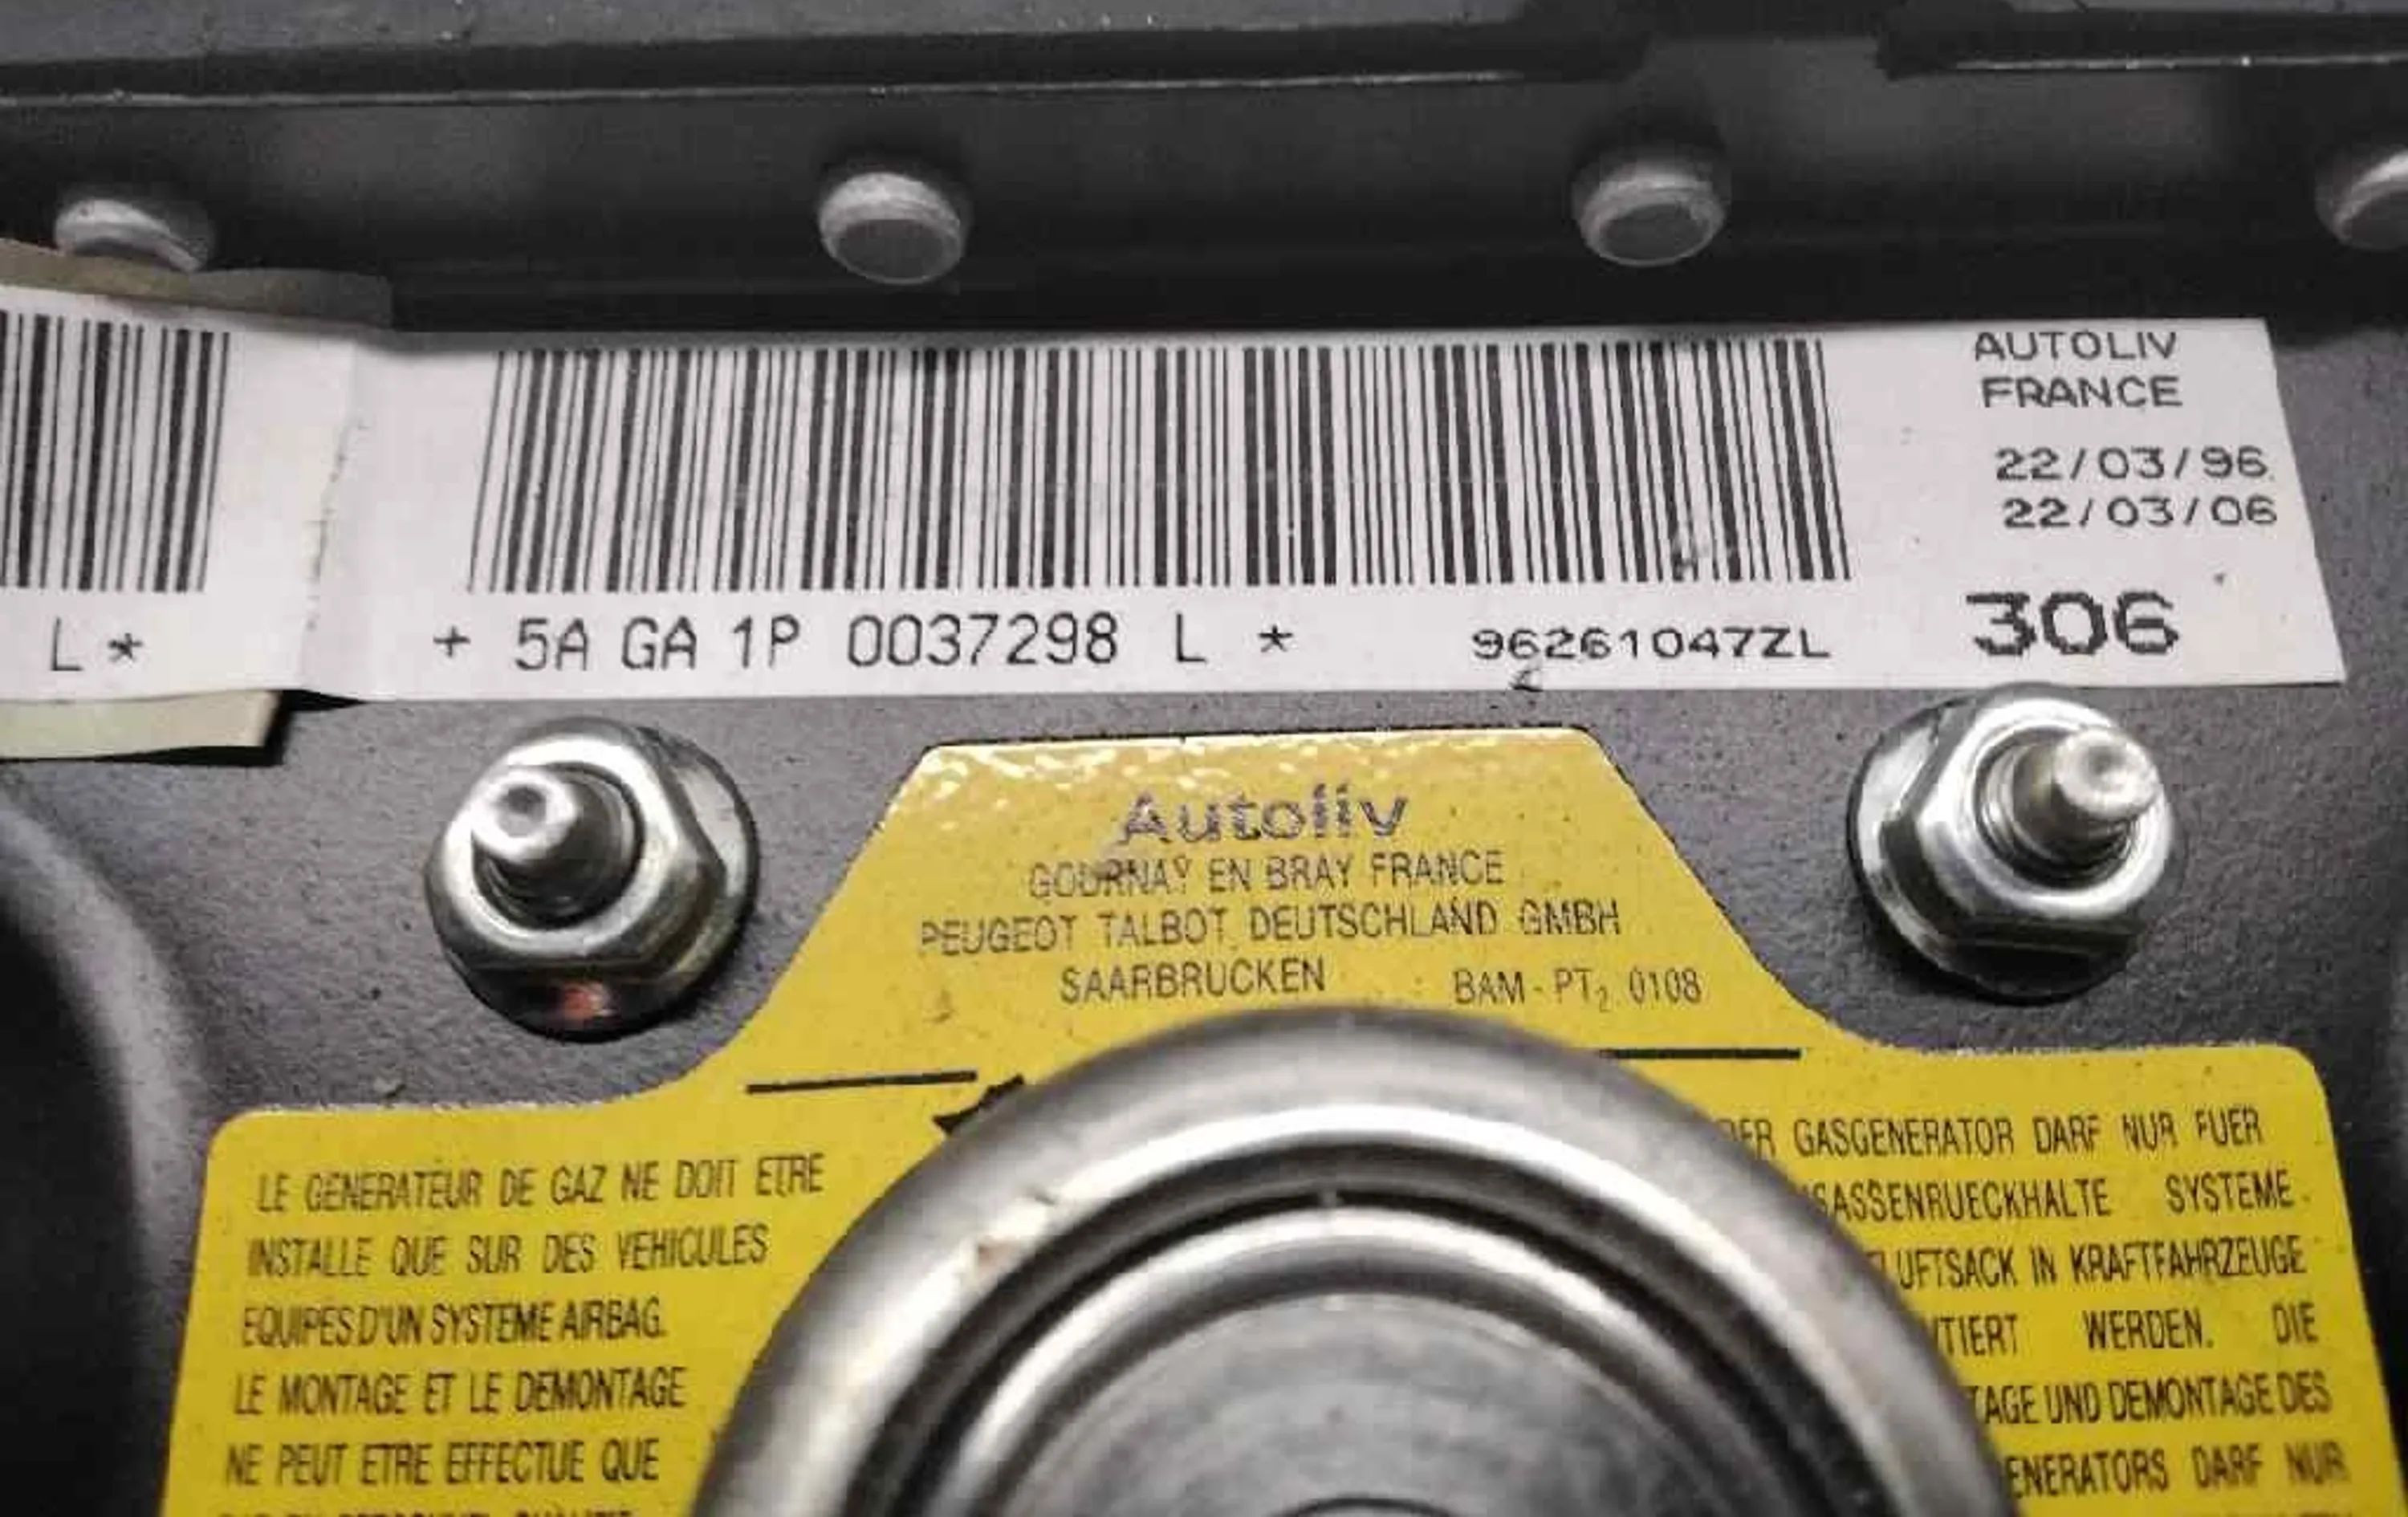 AUTOLIV
FRANCE
22/03/96
22/03/06
L * + 5A GA 1P 0037298 L * 96261047ZL 306
Autoliv
GOURNAY EN BRAY FRANCE
PEUGEOT TALBOT DEUTSCHLAND GMBH
SAARBRUCKEN BAM - PT2 0108
LE GENERATEUR DE GAZ NE DOIT ETRE
INSTALLE QUE SUR DES VEHICULES
EQUIPES D'UN SYSTEME AIRBAG.
LE MONTAGE ET LE DEMONTAGE
NE PEUT ETRE EFFECTUE QUE
DER GASGENERATOR DARF NUR FUER
SASSENRUECKHALTE SYSTEME
LUFTSACK IN KRAFTFAHRZEUGE
TIERT WERDEN. DIE
TAGE UND DEMONTAGE DES
ENERATORS DARF NUR